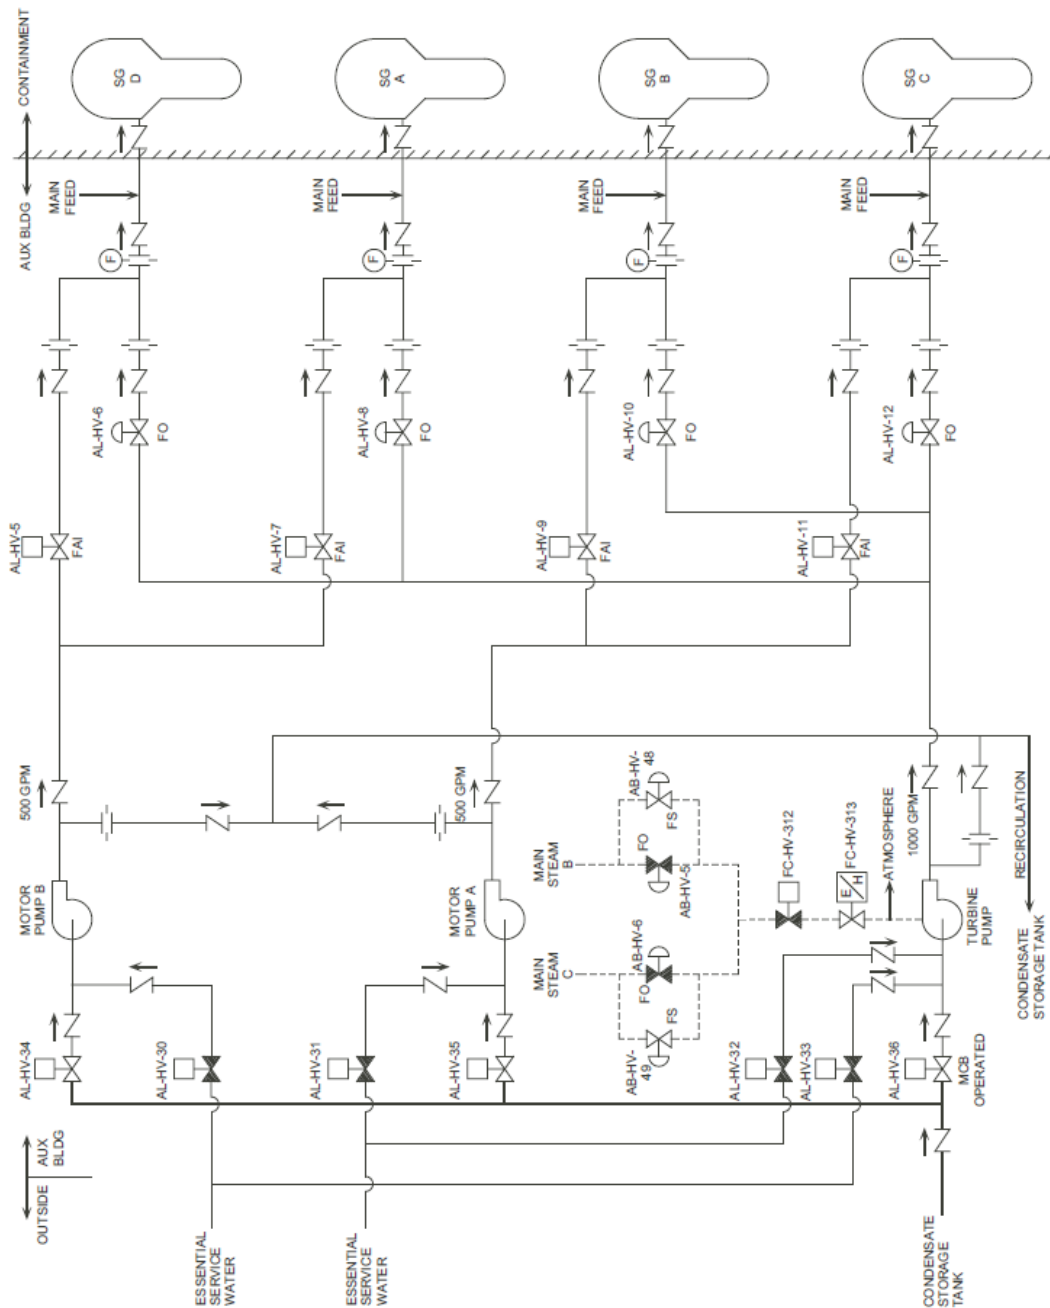 CONTAINMENT
AUX BLDG
SG
D
SG
A
SG
B
SG
C
MAIN
FEED
MAIN
FEED
MAIN
FEED
MAIN
FEED
F
F
F
F
AL-HV-6
FO
AL-HV-8
FO
AL-HV-10
FO
AL-HV-12
FO
AL-HV-5
FAI
AL-HV-7
FAI
AL-HV-9
FAI
AL-HV-11
FAI
500 GPM
500 GPM
1000 GPM
MOTOR
PUMP B
MOTOR
PUMP A
TURBINE
PUMP
MAIN
STEAM
B
AB-HV-
48
FS
FO
AB-HV-5
MAIN
STEAM
C
AB-HV-6
FO
FS
AB-HV-
49
FC-HV-312
FC-HV-313
E
H
ATMOSPHERE
RECIRCULATION
CONDENSATE
STORAGE TANK
AL-HV-34
AL-HV-30
AL-HV-31
AL-HV-35
AL-HV-32
AL-HV-33
AL-HV-36
MCB
OPERATED
AUX
BLDG
OUTSIDE
ESSENTIAL
SERVICE
WATER
ESSENTIAL
SERVICE
WATER
CONDENSATE
STORAGE
TANK